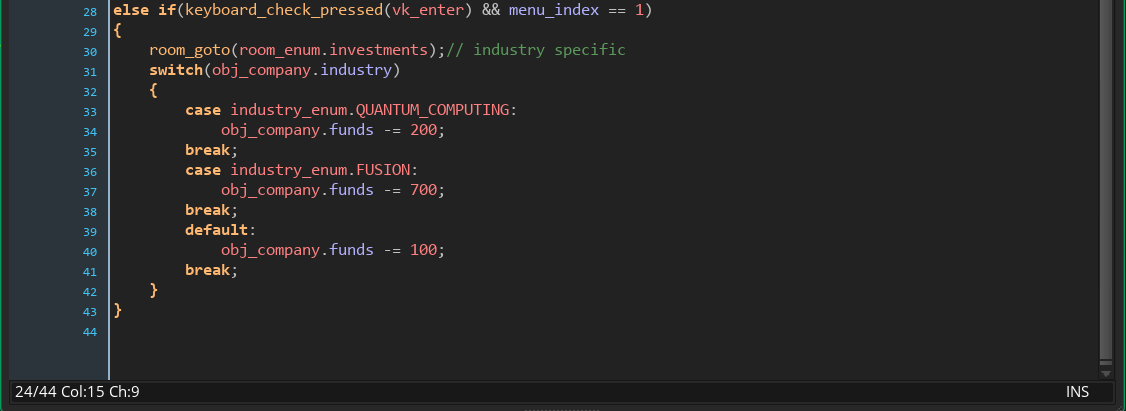 28 else if(keyboard_check_pressed(vk_enter) && menu_index == 1)
29 {
30 room_goto(room_enum.investments);// industry specific
31 switch(obj_company.industry)
32 {
33 case industry_enum.QUANTUM_COMPUTING:
34 obj_company.funds -= 200;
35 break;
36 case industry_enum.FUSION:
37 obj_company.funds -= 700;
38 break;
39 default:
40 obj_company.funds -= 100;
41 break;
42 }
43 }
44
24/44 Col:15 Ch:9 INS